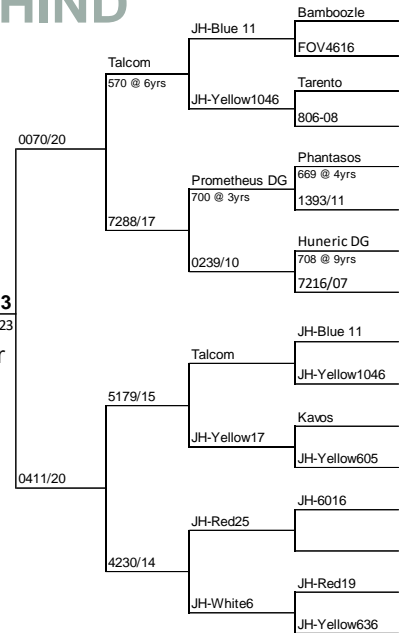 HIND
Bamboozle
JH-Blue 11
FOV4616
Talcom
570 @ 6yrs
Tarento
JH-Yellow1046
806-08
0070/20
Phantasos
669 @ 4yrs
Prometheus DG
700 @ 3yrs
1393/11
7288/17
Huneric DG
708 @ 9yrs
0239/10
7216/07
3
23
r
JH-Blue 11
Talcom
JH-Yellow1046
5179/15
Kavos
JH-Yellow17
JH-Yellow605
0411/20
JH-6016
JH-Red25
4230/14
JH-Red19
JH-White6
JH-Yellow636